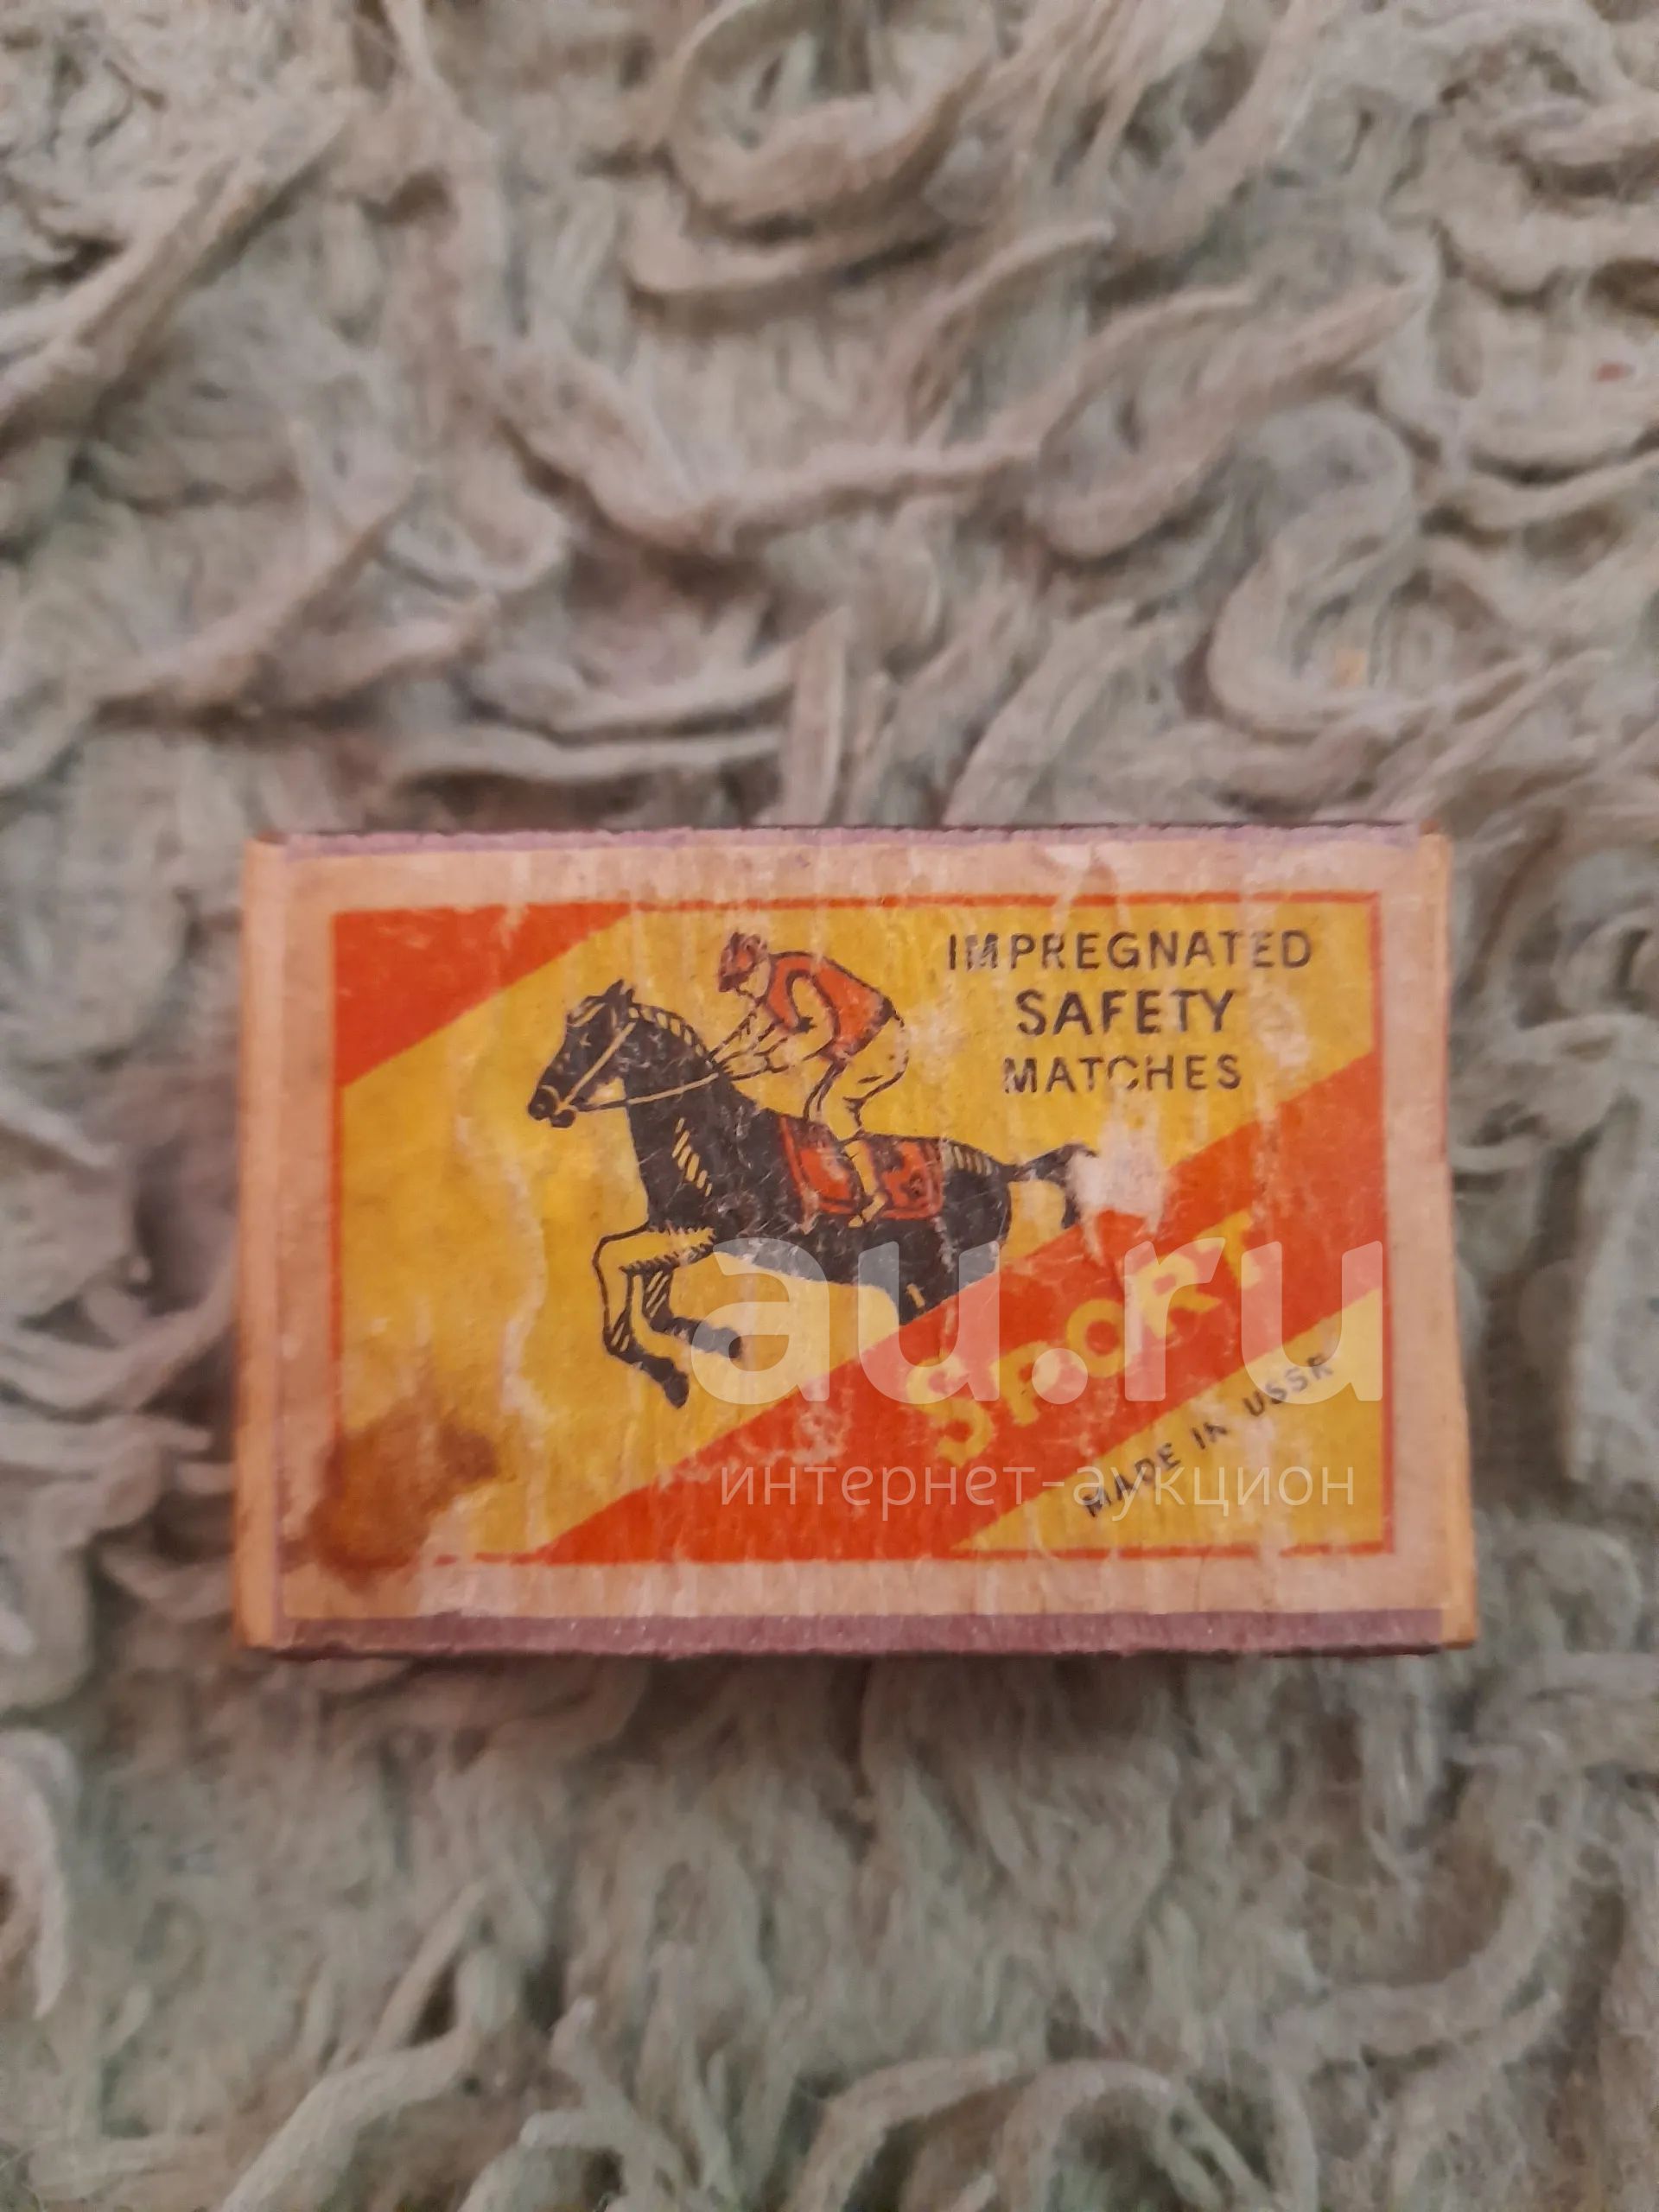 IMPREGNATED
SAFETY
MATCHES
SPORT
MADE IN USSR
au.ru
интернет-аукцион